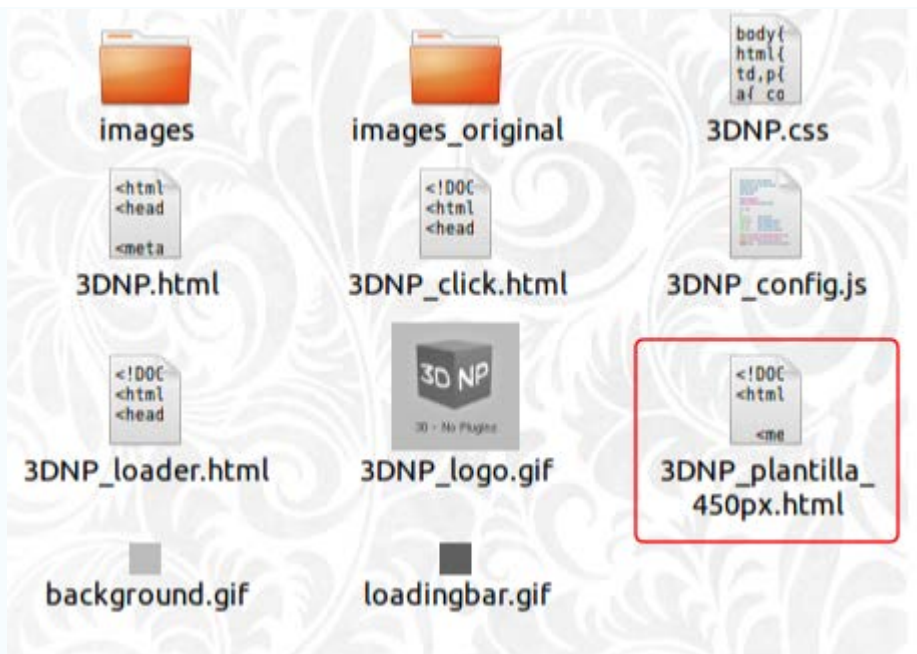 body{
html{
td,p{
a{ co
images
images_original
3DNP.css
<html
<head
<meta
<!DOC
<html
<head
3DNP.html
3DNP_click.html
3DNP_config.js
<!DOC
<html
<head
3D NP
3D - No Plugins
<!DOC
<html
<me
3DNP_loader.html
3DNP_logo.gif
3DNP_plantilla_
450px.html
background.gif
loadingbar.gif